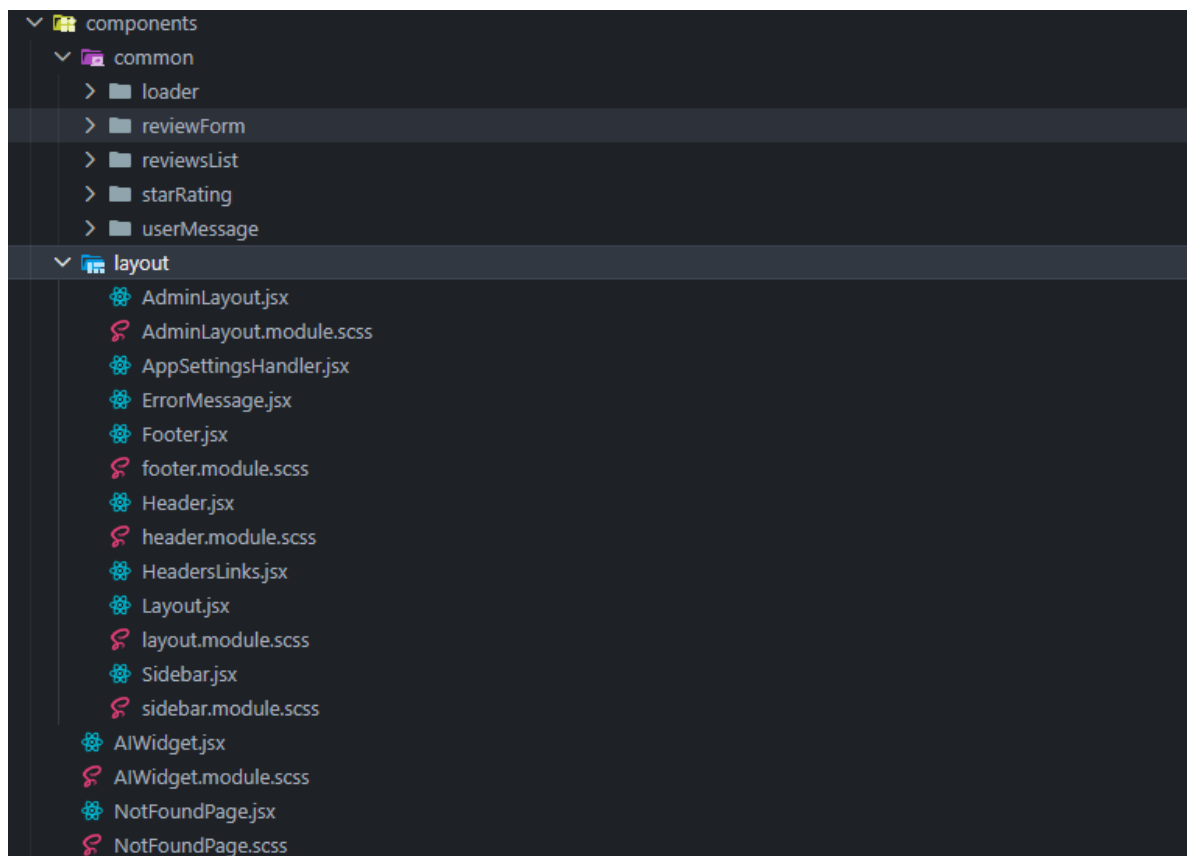 components
common
loader
reviewForm
reviewsList
starRating
userMessage
layout
AdminLayout.jsx
AdminLayout.module.scss
AppSettingsHandler.jsx
ErrorMessage.jsx
Footer.jsx
footer.module.scss
Header.jsx
header.module.scss
HeadersLinks.jsx
Layout.jsx
layout.module.scss
Sidebar.jsx
sidebar.module.scss
AIWidget.jsx
AIWidget.module.scss
NotFoundPage.jsx
NotFoundPage.scss